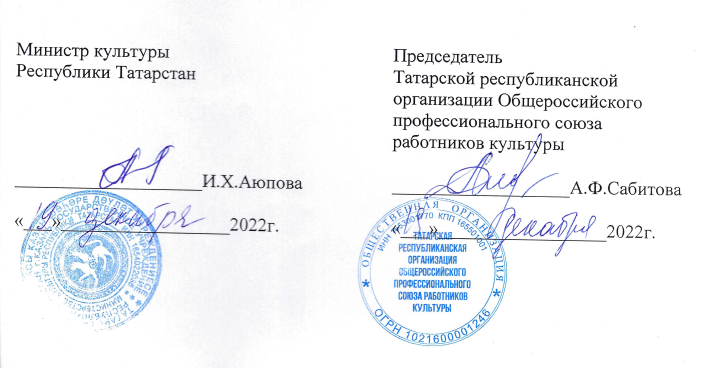 Министр культуры
Республики Татарстан
И.Х.Аюпова
«19» декабря 2022г.
Председатель
Татарской республиканской
организации Общероссийского
профессионального союза
работников культуры
А.Ф.Сабитова
« » декабря 2022г.
ОБЩЕСТВЕННАЯ ОРГАНИЗАЦИЯ
ТАТАРСКАЯ
РЕСПУБЛИКАНСКАЯ
ОРГАНИЗАЦИЯ
ОБЩЕРОССИЙСКОГО
ПРОФЕССИОНАЛЬНОГО
СОЮЗА РАБОТНИКОВ
КУЛЬТУРЫ
ОГРН 1021600001246